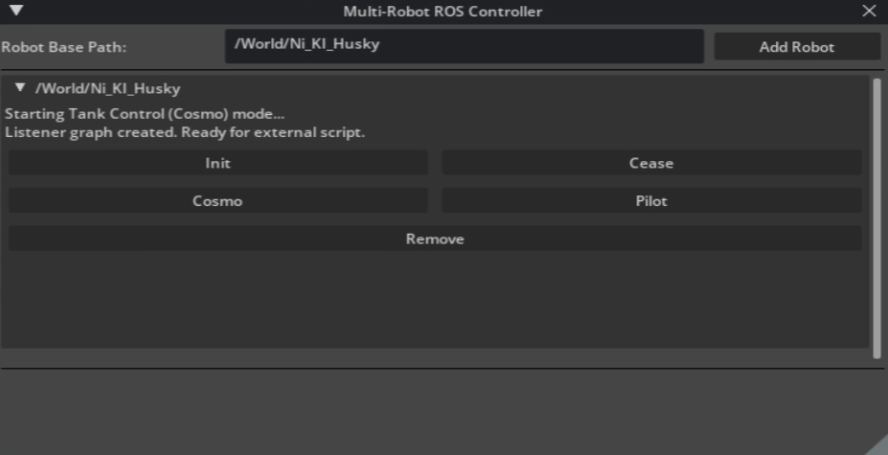 Multi-Robot ROS Controller
Robot Base Path: /World/Ni_KI_Husky Add Robot
/World/Ni_KI_Husky
Starting Tank Control (Cosmo) mode...
Listener graph created. Ready for external script.
Init Cease
Cosmo Pilot
Remove